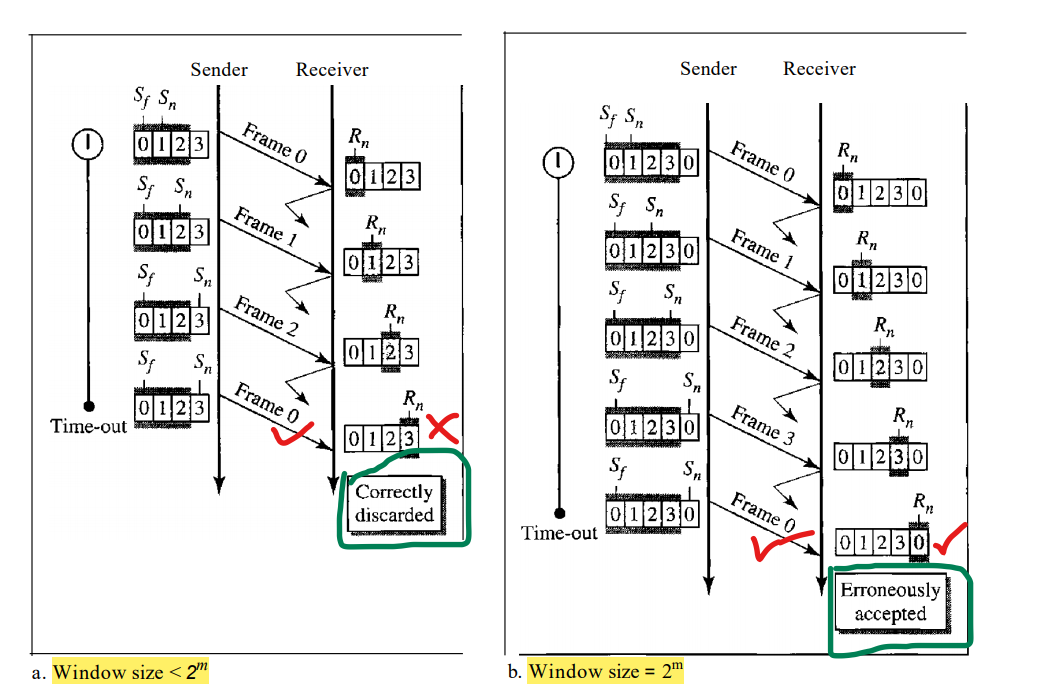 Sender Receiver
Sf Sn
0 1 2 3
Frame 0
Rn
0 1 2 3
Sf Sn
0 1 2 3
Frame 1
Rn
0 1 2 3
Sf Sn
0 1 2 3
Frame 2
Rn
0 1 2 3
Sf Sn
0 1 2 3
Frame 0
Rn
0 1 2 3
Time-out
Correctly
discarded
a. Window size < 2^m
Sender Receiver
Sf Sn
0 1 2 3 0
Frame 0
Rn
0 1 2 3 0
Sf Sn
0 1 2 3 0
Frame 1
Rn
0 1 2 3 0
Sf Sn
0 1 2 3 0
Frame 2
Rn
0 1 2 3 0
Sf Sn
0 1 2 3 0
Frame 3
Rn
0 1 2 3 0
Sf Sn
0 1 2 3 0
Frame 0
Rn
0 1 2 3 0
Time-out
Erroneously
accepted
b. Window size = 2^m